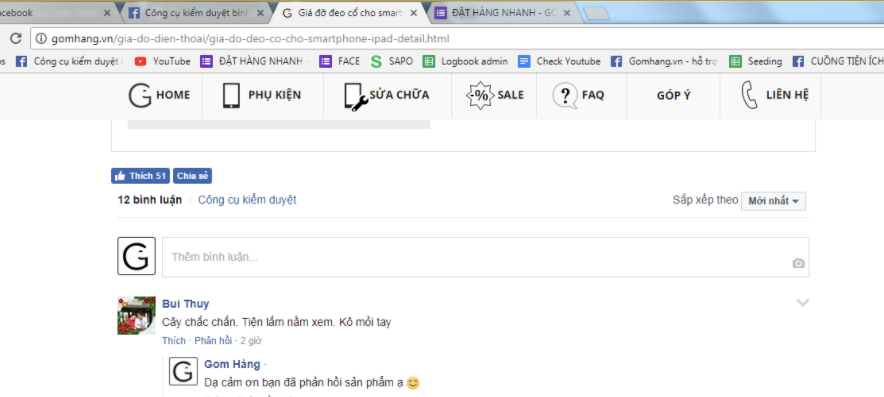 acebook
Công cụ kiểm duyệt bìn
Giá đỡ đeo cổ cho smart
ĐẶT HÀNG NHANH - GO
gomhang.vn/gia-do-dien-thoai/gia-do-deo-co-cho-smartphone-ipad-detail.html
Công cụ kiểm duyệt
YouTube
ĐẶT HÀNG NHANH
FACE
SAPO
Logbook admin
Check Youtube
Gomhang.vn - hỗ trợ
Seeding
CUỒNG TIỆN ÍCH
HOME
PHỤ KIỆN
SỬA CHỮA
-%
SALE
?
FAQ
GÓP Ý
LIÊN HỆ
Thích 51
Chia sẻ
12 bình luận
Công cụ kiểm duyệt
Sắp xếp theo
Mới nhất
G
Thêm bình luận...
Bui Thuy
Cây chắc chắn. Tiện lắm nằm xem. Kô mỏi tay
Thích · Phản hồi · 2 giờ
G
Gom Hàng ·
Dạ cảm ơn bạn đã phản hồi sản phẩm ạ 😊